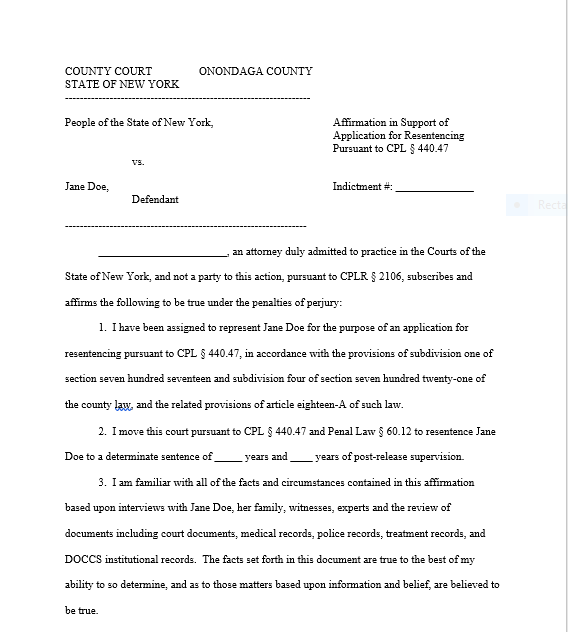 COUNTY COURT ONONDAGA COUNTY
STATE OF NEW YORK
-------------------------------------------------------------------
People of the State of New York,
Affirmation in Support of
Application for Resentencing
Pursuant to CPL § 440.47
vs.
Jane Doe, Indictment #: _______________
Defendant
------------------------------------------------------------------
_________________________, an attorney duly admitted to practice in the Courts of the
State of New York, and not a party to this action, pursuant to CPLR § 2106, subscribes and
affirms the following to be true under the penalties of perjury:
1. I have been assigned to represent Jane Doe for the purpose of an application for
resentencing pursuant to CPL § 440.47, in accordance with the provisions of subdivision one of
section seven hundred seventeen and subdivision four of section seven hundred twenty-one of
the county law, and the related provisions of article eighteen-A of such law.
2. I move this court pursuant to CPL § 440.47 and Penal Law § 60.12 to resentence Jane
Doe to a determinate sentence of _____ years and ____ years of post-release supervision.
3. I am familiar with all of the facts and circumstances contained in this affirmation
based upon interviews with Jane Doe, her family, witnesses, experts and the review of
documents including court documents, medical records, police records, treatment records, and
DOCCS institutional records. The facts set forth in this document are true to the best of my
ability to so determine, and as to those matters based upon information and belief, are believed to
be true.
Recta